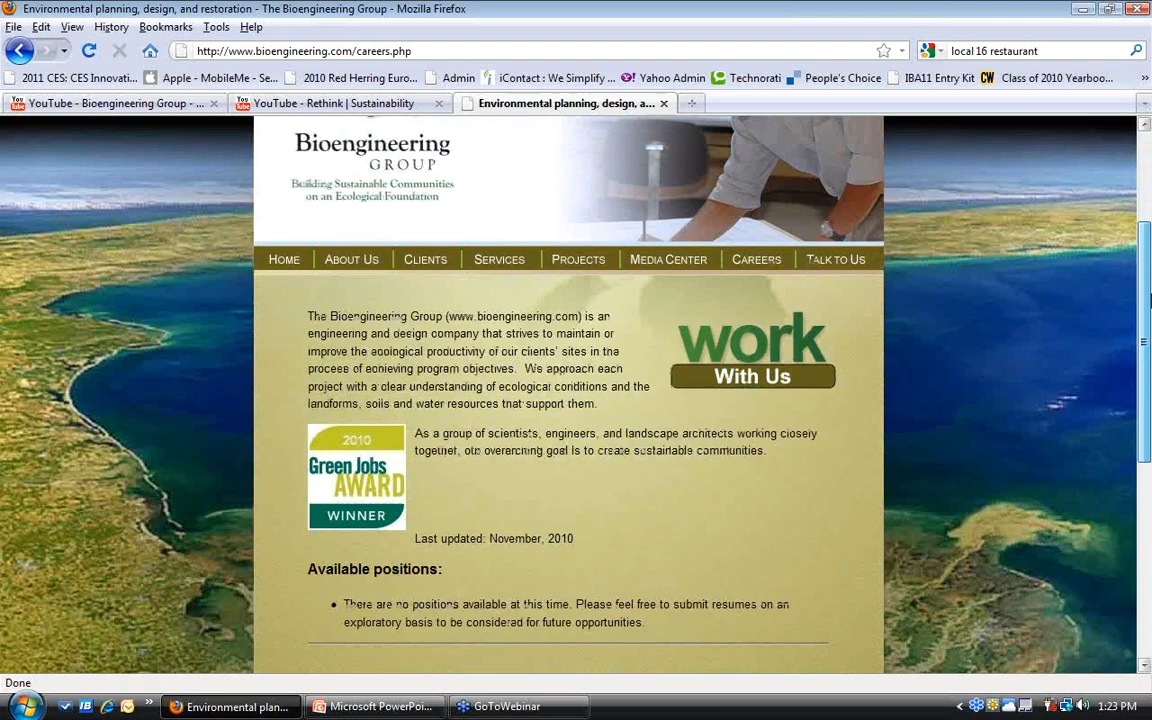 Environmental planning, design, and restoration - The Bioengineering Group - Mozilla Firefox
File Edit View History Bookmarks Tools Help
http://www.bioengineering.com/careers.php
local 16 restaurant
2011 CES: CES Innovati... Apple - MobileMe - Se... 2010 Red Herring Euro... Admin iContact : We Simplify ... Yahoo Admin Technorati People's Choice IBA11 Entry Kit CW Class of 2010 Yearboo... »
YouTube - Bioengineering Group - ... YouTube - Rethink | Sustainability Environmental planning, design, a...
Bioengineering
GROUP
Building Sustainable Communities
on an Ecological Foundation
HOME ABOUT US CLIENTS SERVICES PROJECTS MEDIA CENTER CAREERS TALK TO US
The Bioengineering Group (www.bioengineering.com) is an
engineering and design company that strives to maintain or
improve the ecological productivity of our clients' sites in the
process of achieving program objectives. We approach each
project with a clear understanding of ecological conditions and the
landforms, soils and water resources that support them.
work
With Us
2010
Green Jobs
AWARD
WINNER
As a group of scientists, engineers, and landscape architects working closely
together, our overarching goal is to create sustainable communities.
Last updated: November, 2010
Available positions:
• There are no positions available at this time. Please feel free to submit resumes on an
exploratory basis to be considered for future opportunities.
Done
IB » Environmental plan... Microsoft PowerPoi... GoToWebinar 1:23 PM